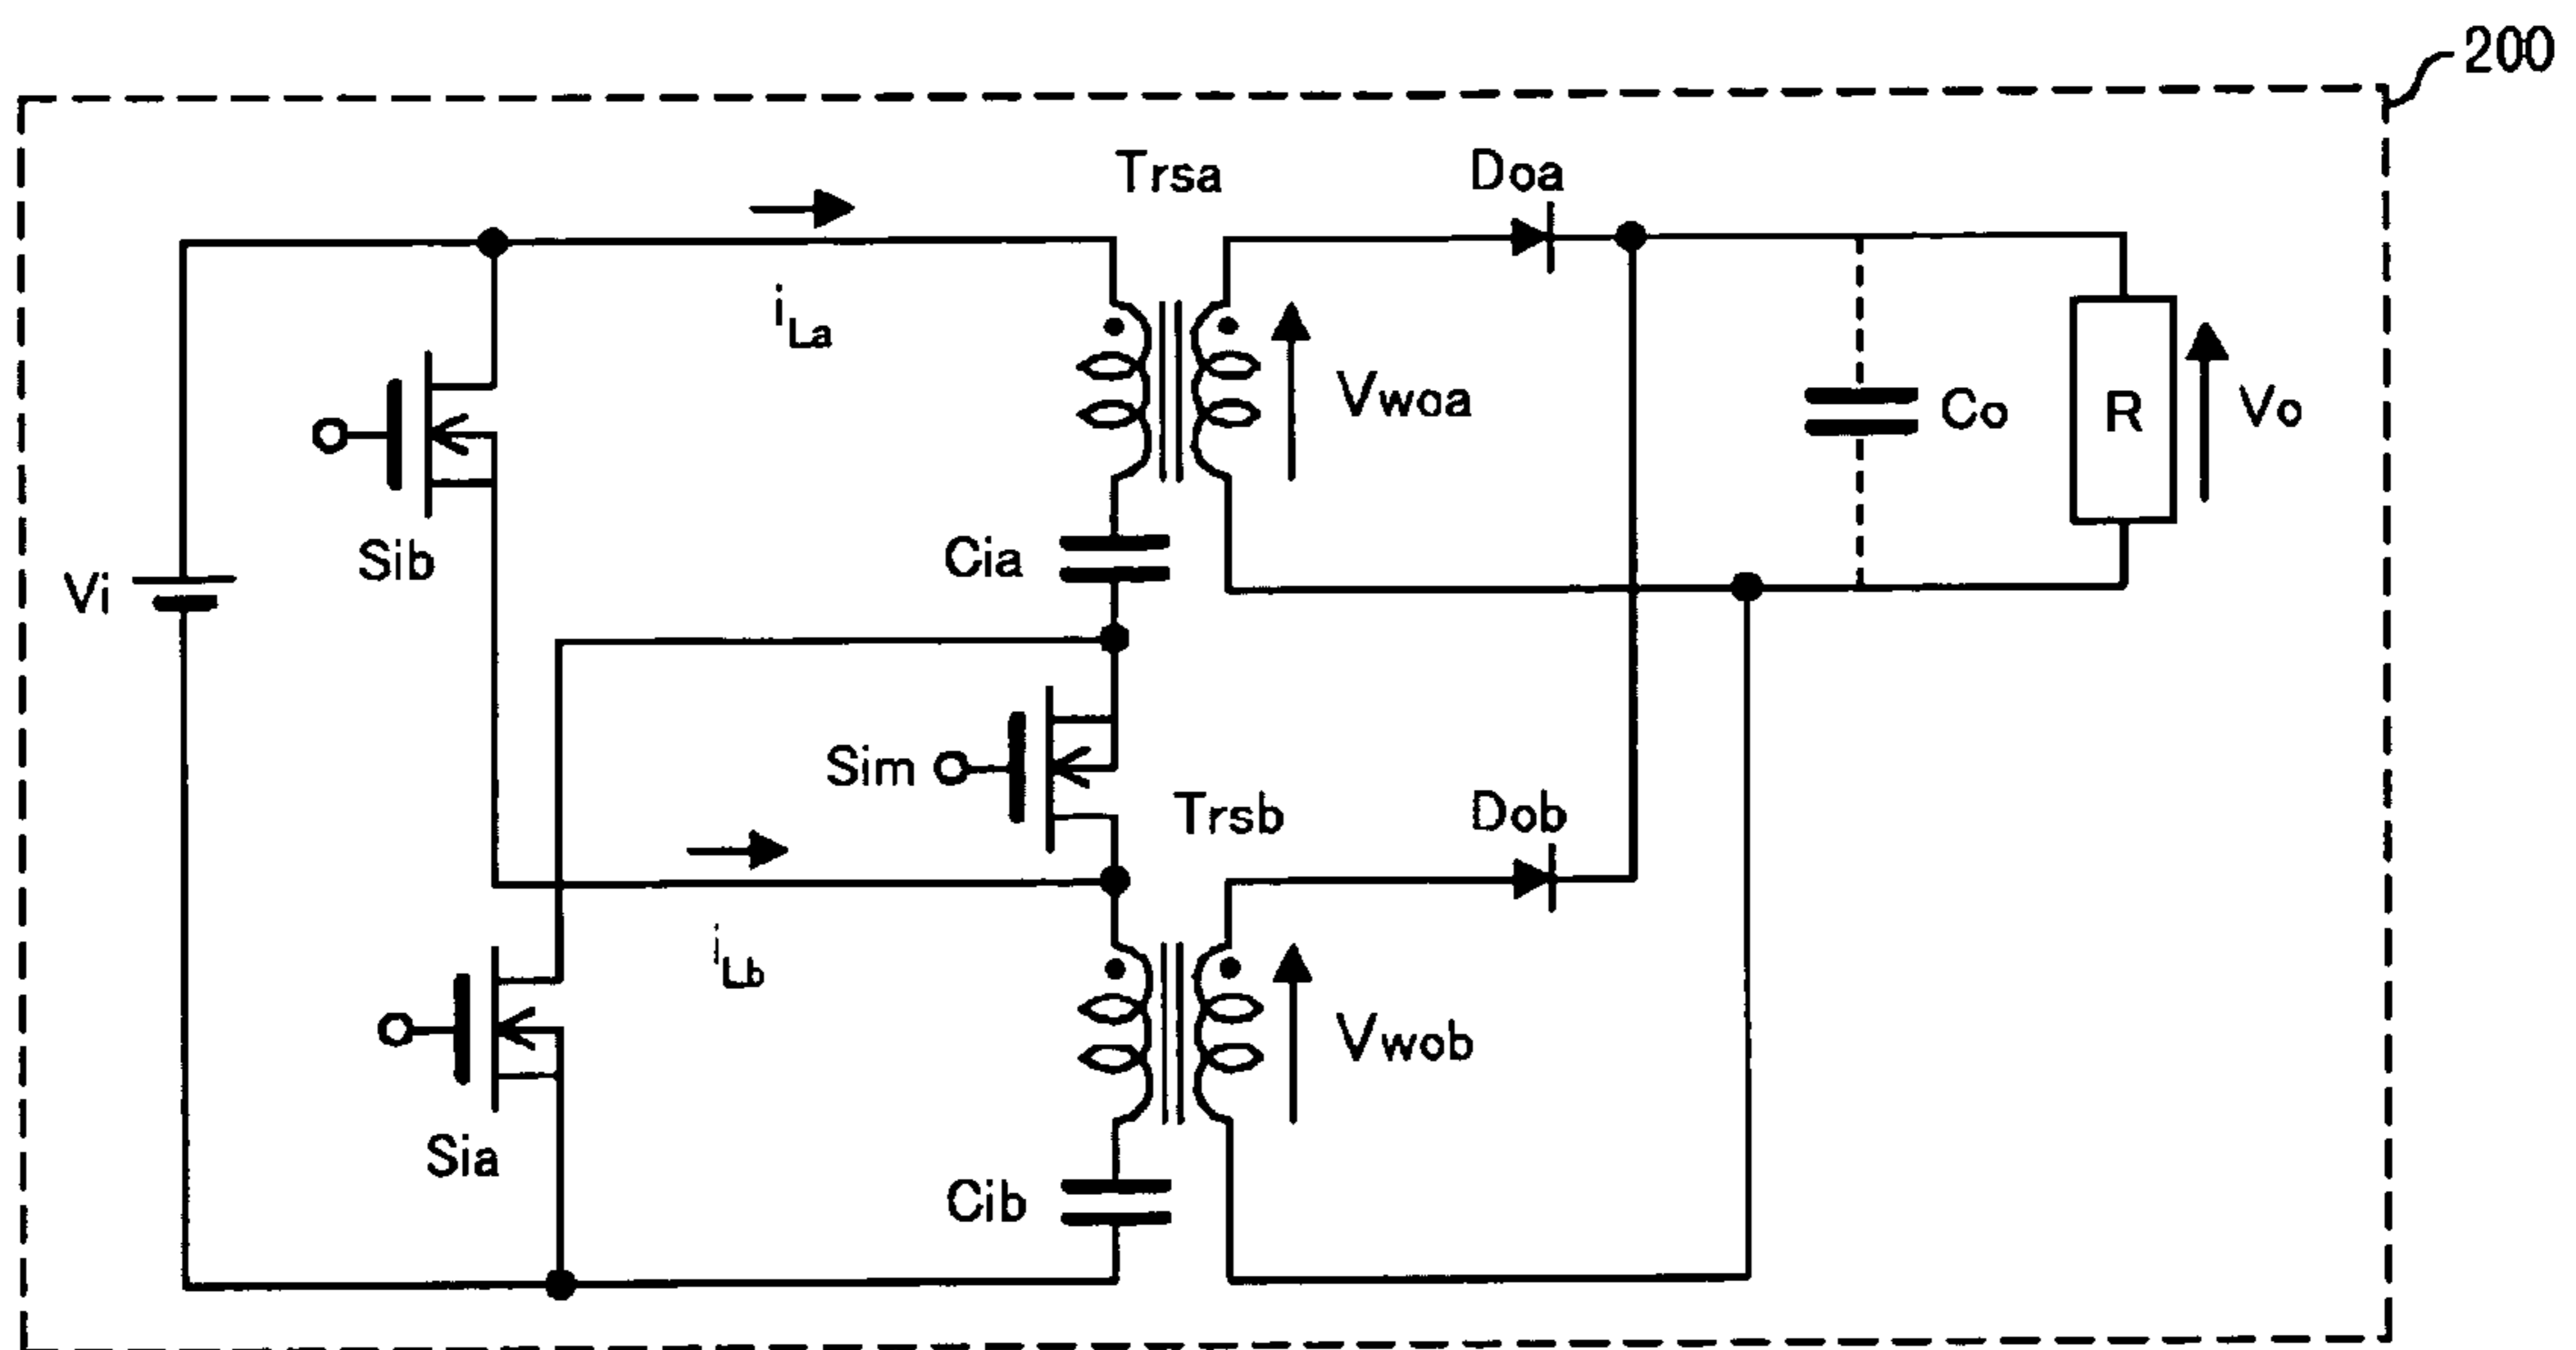 200
Trsa
Doa
iLa
Vwoa
Co
R
Vo
Sib
Cia
Vi
Sim
Trsb
Dob
iLb
Vwob
Sia
Cib